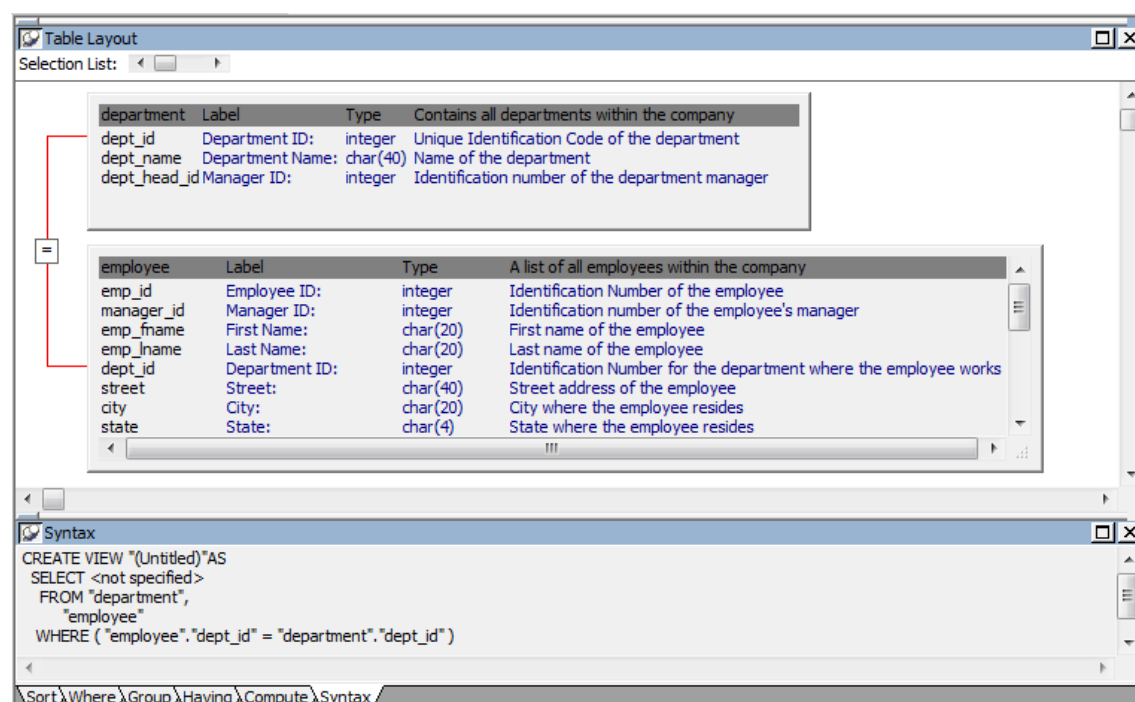 Table Layout
Selection List:
department Label Type Contains all departments within the company
dept_id Department ID: integer Unique Identification Code of the department
dept_name Department Name: char(40) Name of the department
dept_head_id Manager ID: integer Identification number of the department manager
=
employee Label Type A list of all employees within the company
emp_id Employee ID: integer Identification Number of the employee
manager_id Manager ID: integer Identification number of the employee's manager
emp_fname First Name: char(20) First name of the employee
emp_lname Last Name: char(20) Last name of the employee
dept_id Department ID: integer Identification Number for the department where the employee works
street Street: char(40) Street address of the employee
city City: char(20) City where the employee resides
state State: char(4) State where the employee resides
Syntax
CREATE VIEW "(Untitled)"AS
SELECT <not specified>
FROM "department",
"employee"
WHERE ( "employee"."dept_id" = "department"."dept_id" )
Sort Where Group Having Compute Syntax